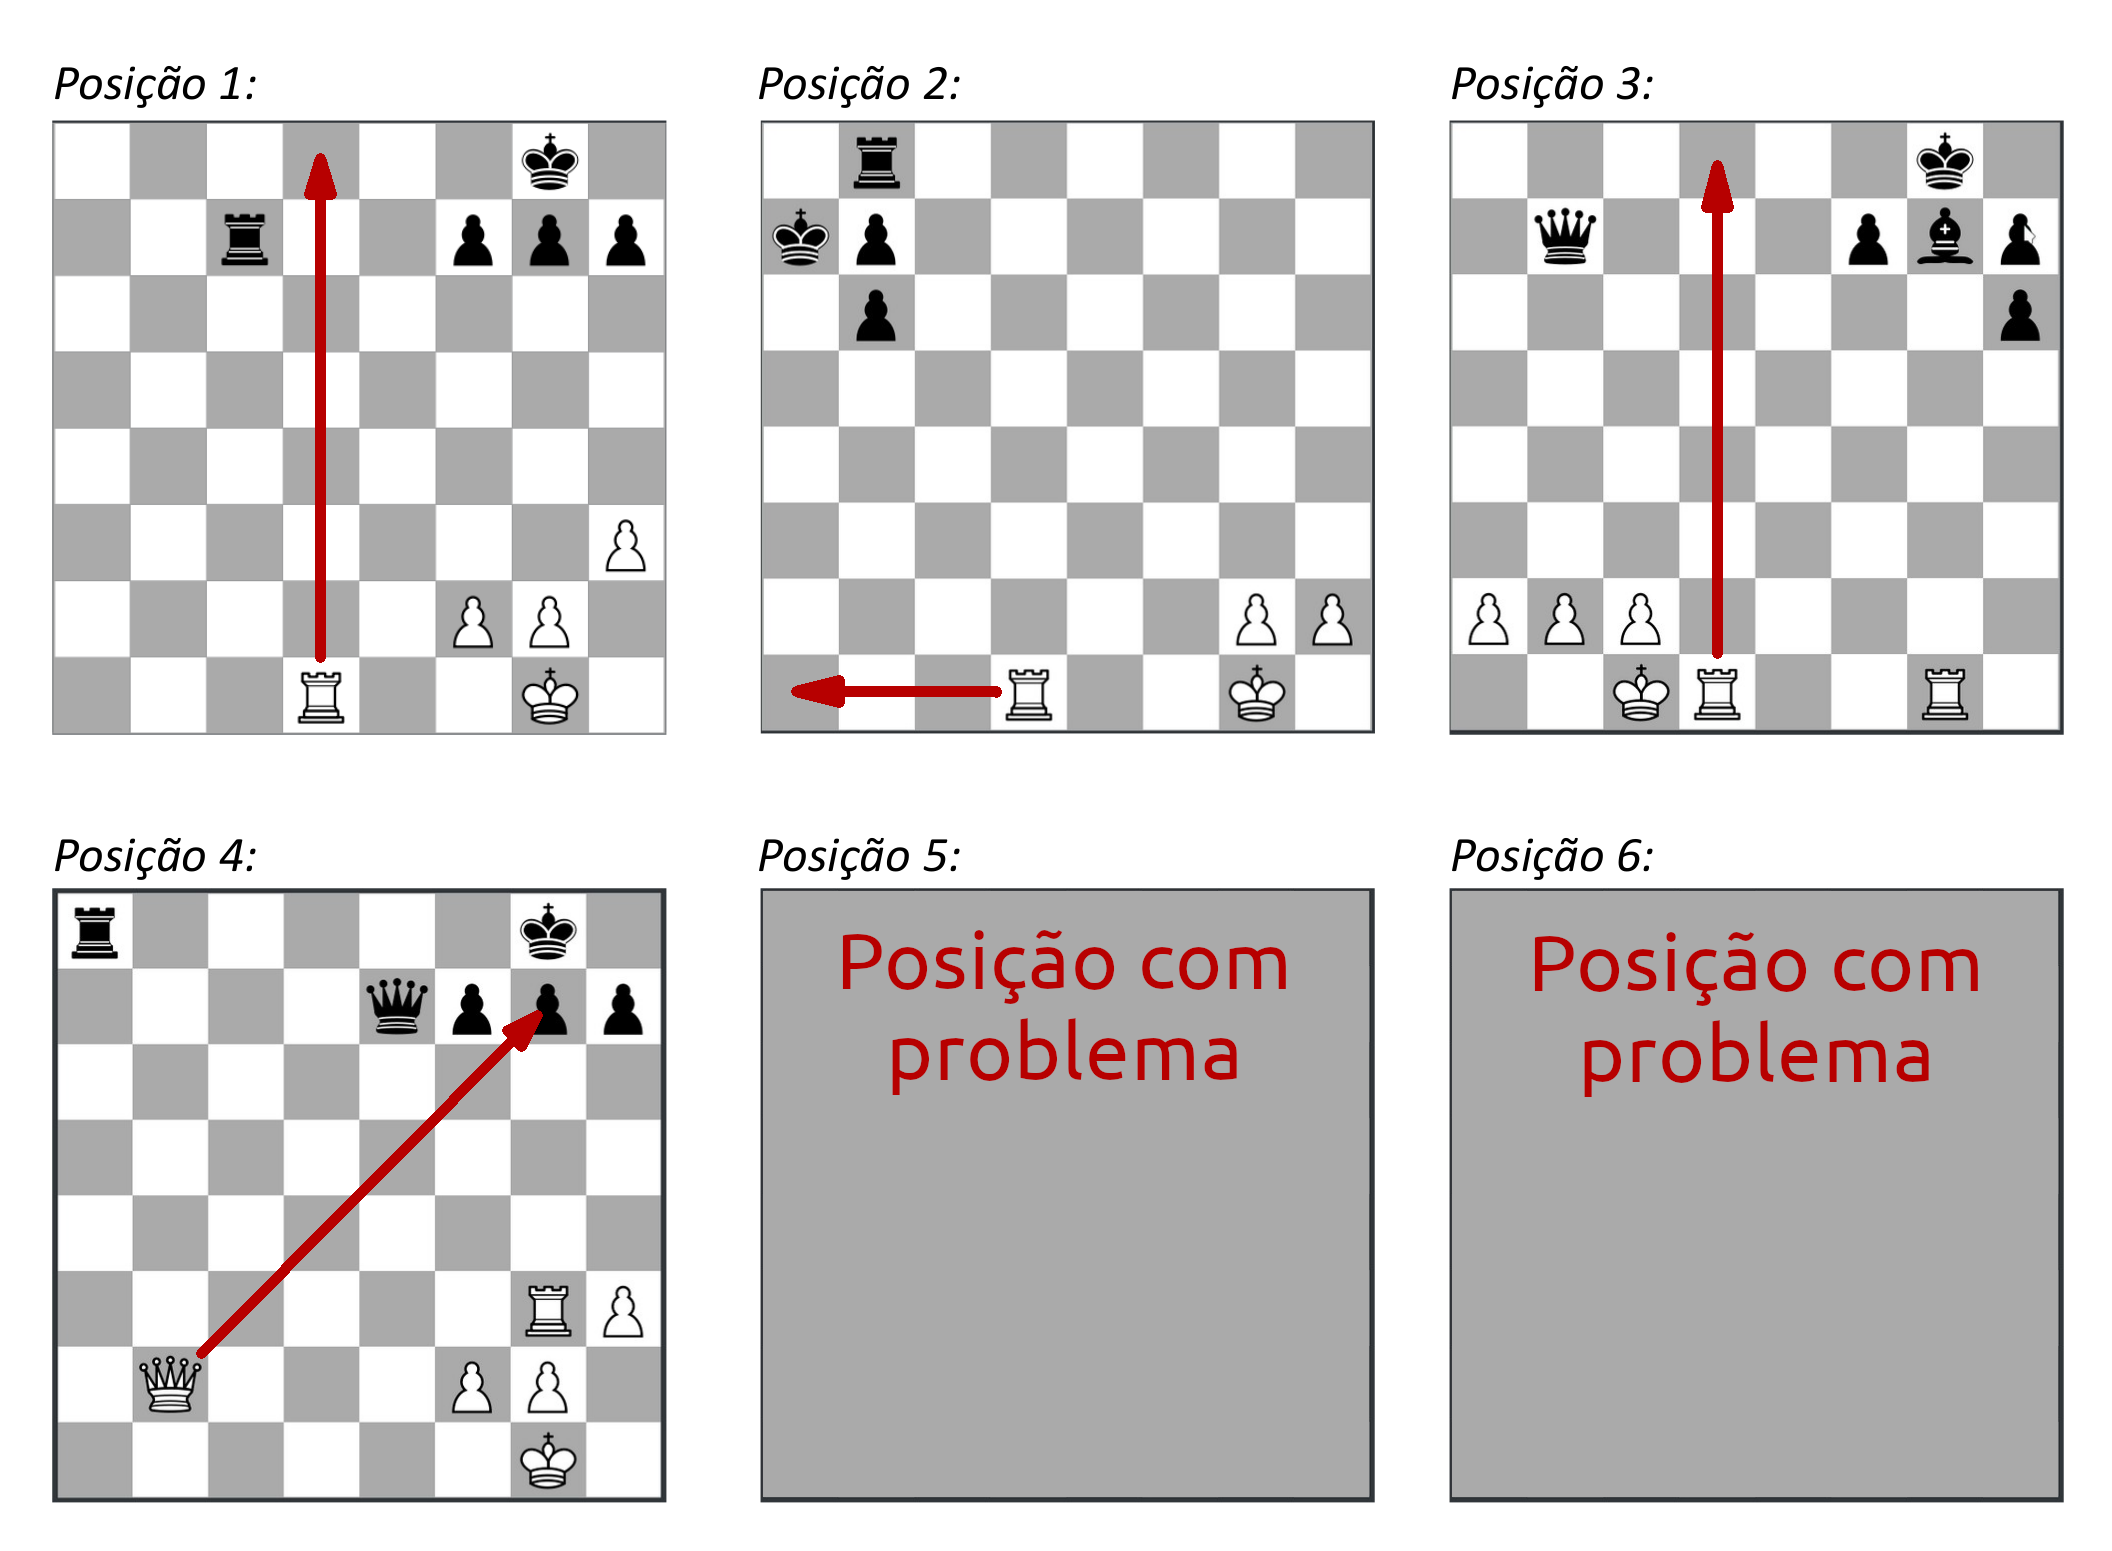 Posição 1:
Posição 2:
Posição 3:
Posição 4:
Posição 5:
Posição com
problema
Posição 6:
Posição com
problema